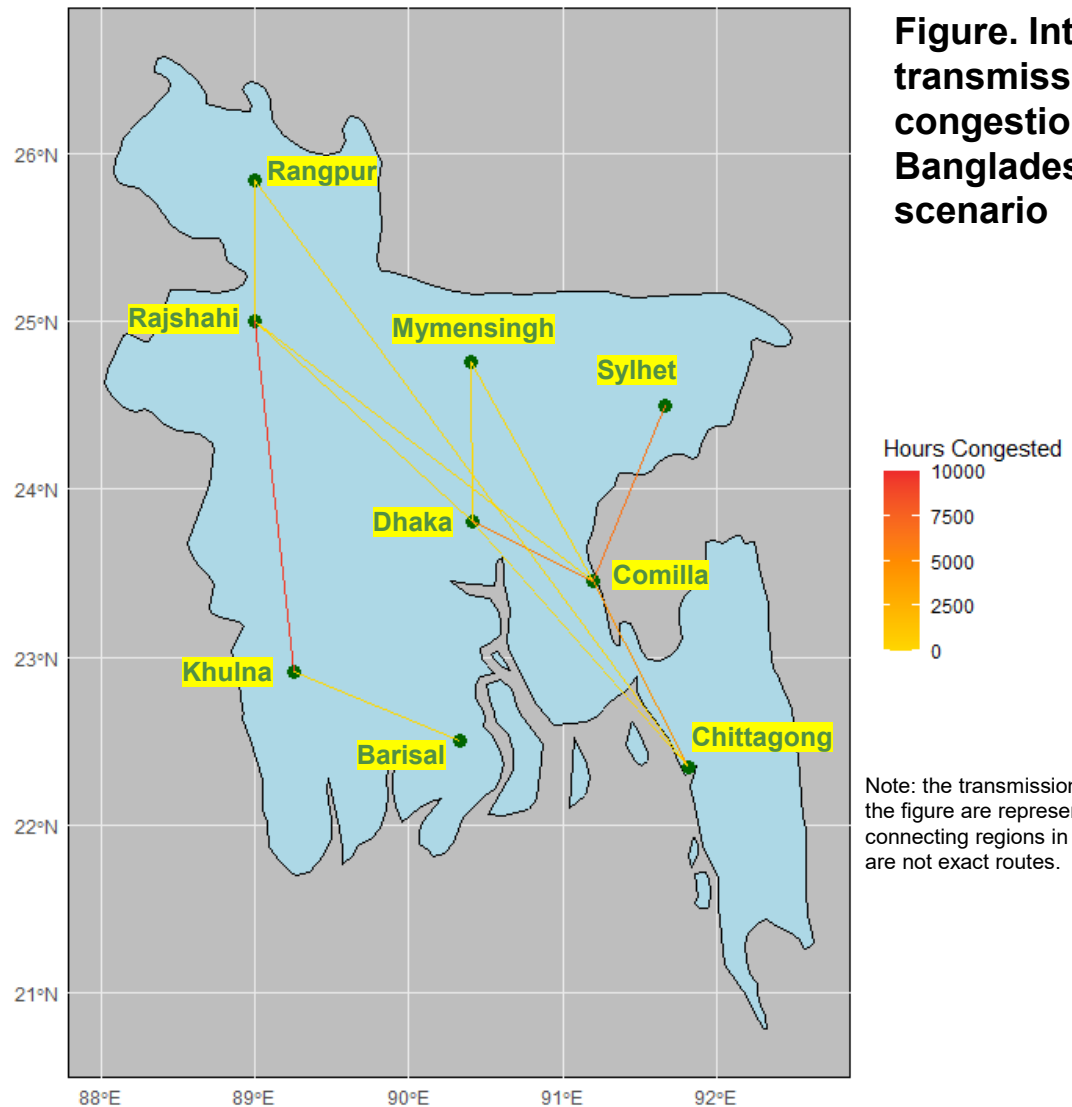 Figure. Int
transmiss
congestio
Banglades
scenario
26°N
25°N
24°N
23°N
22°N
21°N
88°E
89°E
90°E
91°E
92°E
Rangpur
Rajshahi
Mymensingh
Sylhet
Dhaka
Comilla
Khulna
Barisal
Chittagong
Hours Congested
10000
7500
5000
2500
0
Note: the transmission
the figure are represen
connecting regions in
are not exact routes.